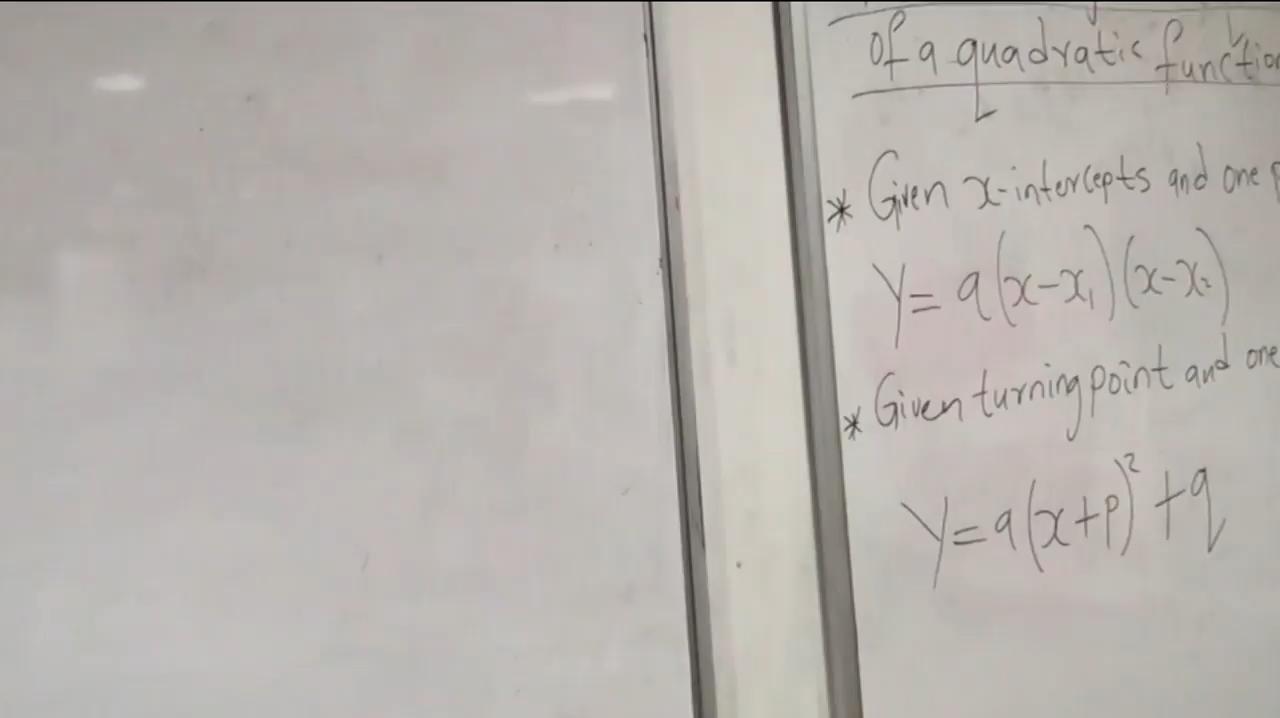 of a quadratic function
* Given x-intercepts and one
y = a(x-x₁)(x-x₂)
* Given turning point and one
y = a(x+p)² + q